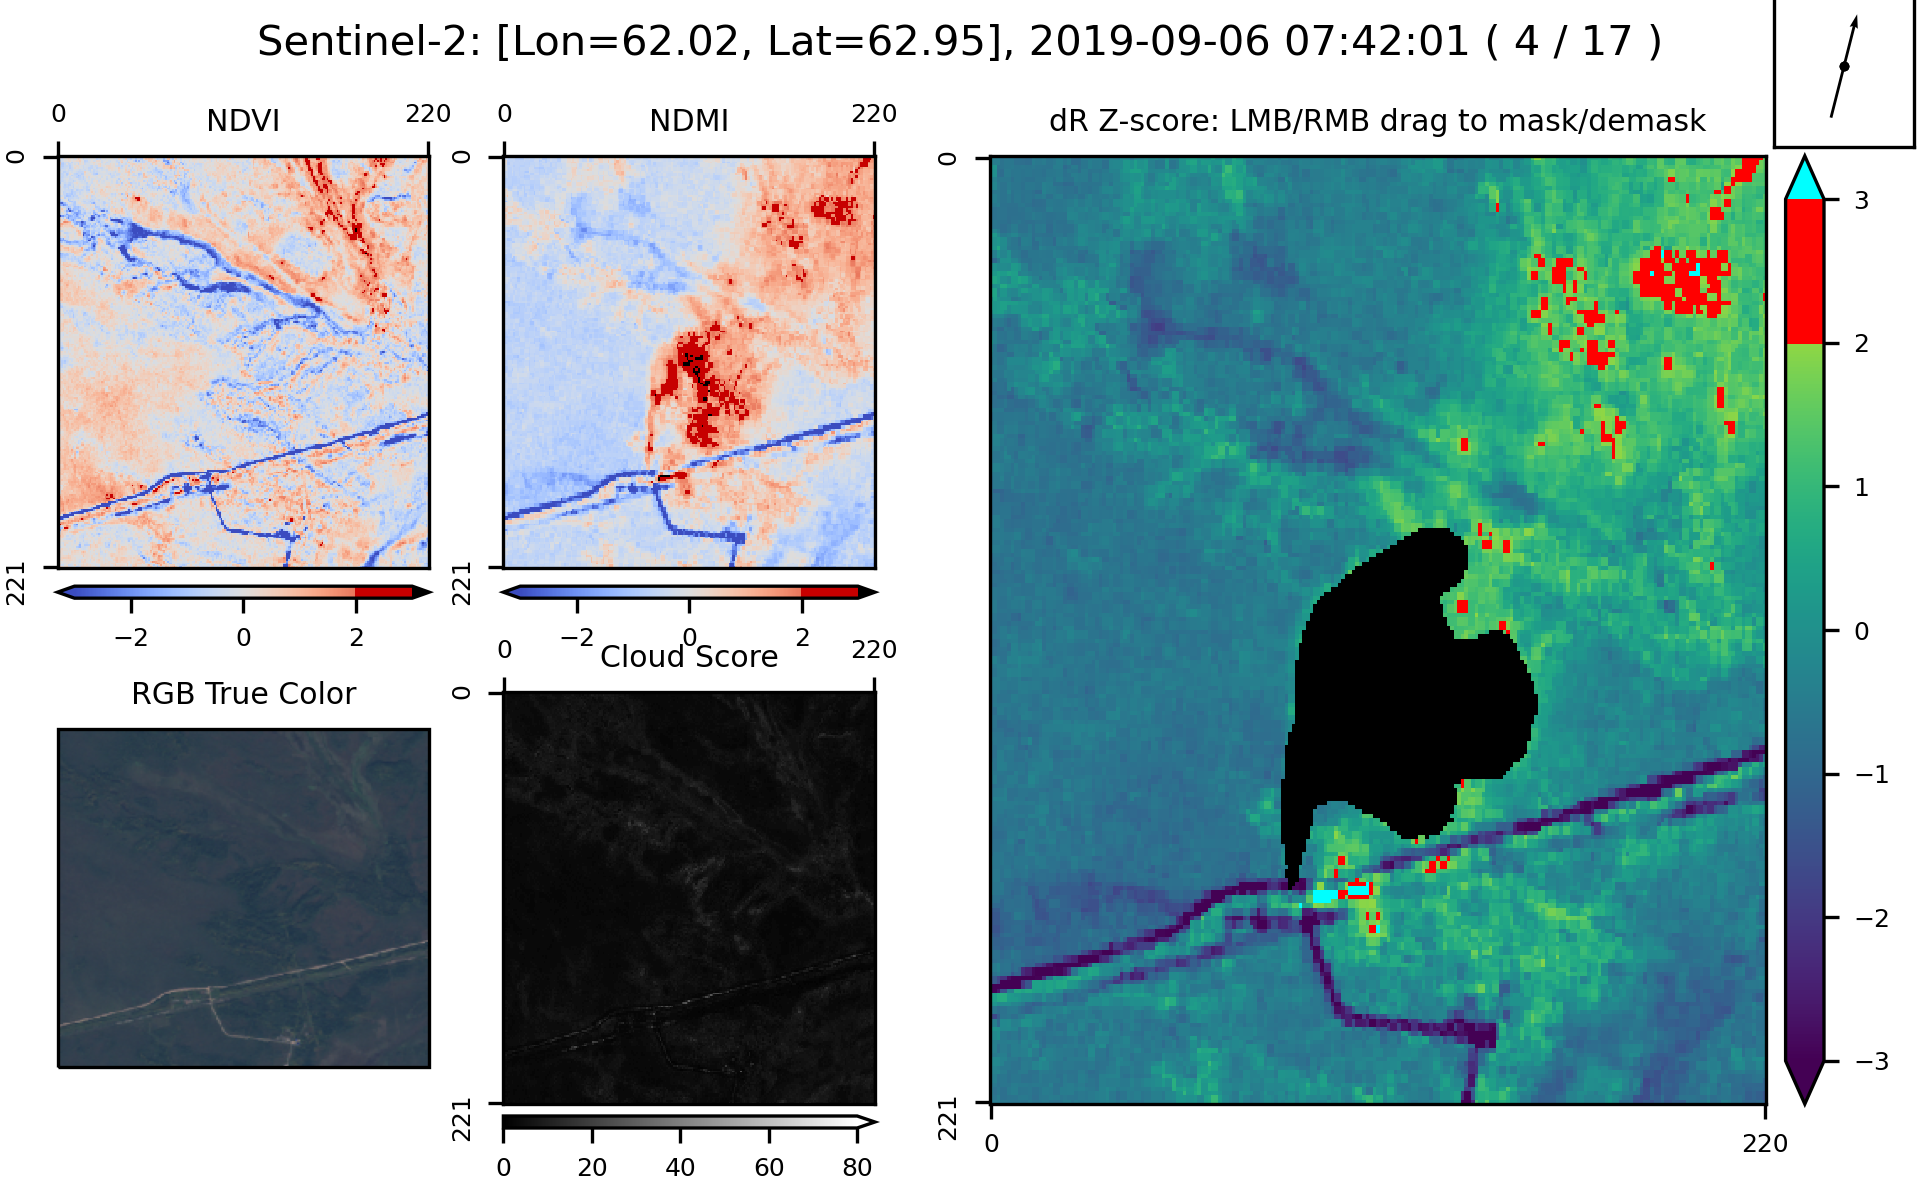 Sentinel-2: [Lon=62.02, Lat=62.95], 2019-09-06 07:42:01 ( 4 / 17 )
0 NDVI 220
0
221
−2 0 2
0 NDMI 220
0
221
−2 0 2
dR Z-score: LMB/RMB drag to mask/demask
0
221
0 220
3
2
1
0
−1
−2
−3
RGB True Color
0 Cloud Score 220
0
221
0 20 40 60 80